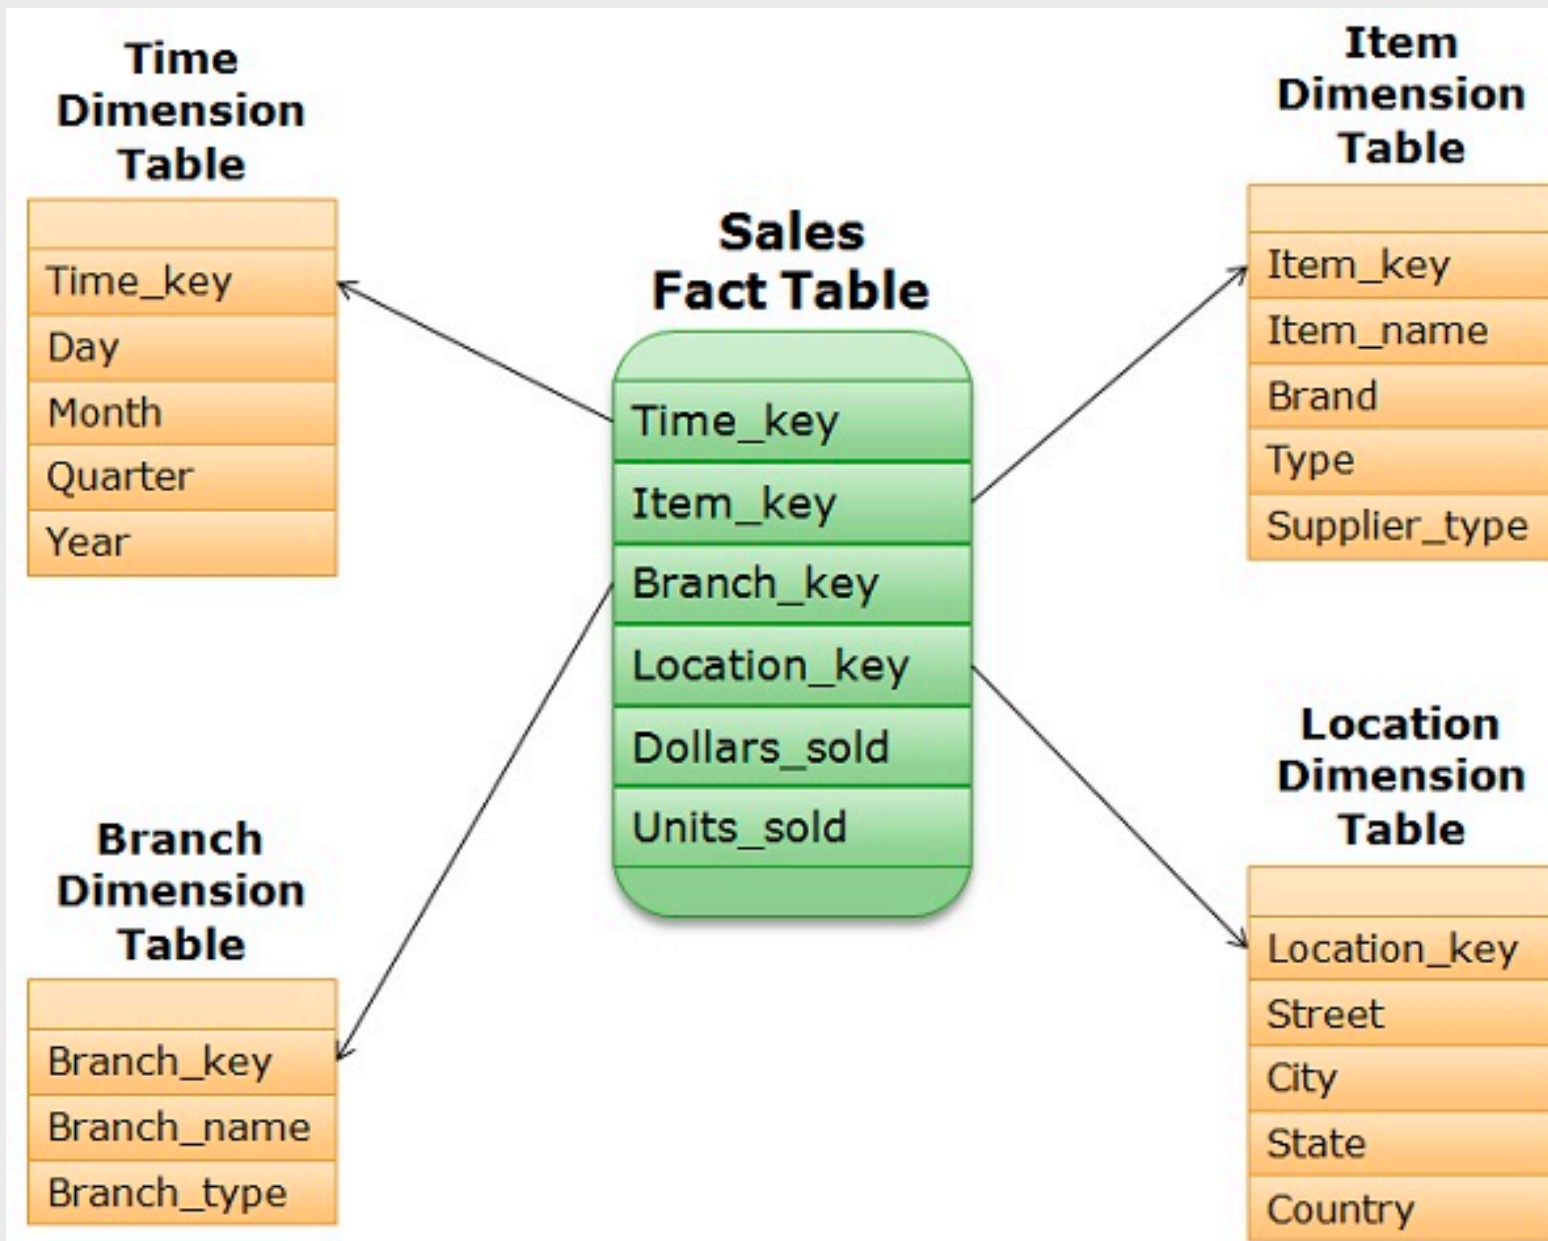 Time
Dimension
Table
Time_key
Day
Month
Quarter
Year
Sales
Fact Table
Time_key
Item_key
Branch_key
Location_key
Dollars_sold
Units_sold
Item
Dimension
Table
Item_key
Item_name
Brand
Type
Supplier_type
Branch
Dimension
Table
Branch_key
Branch_name
Branch_type
Location
Dimension
Table
Location_key
Street
City
State
Country